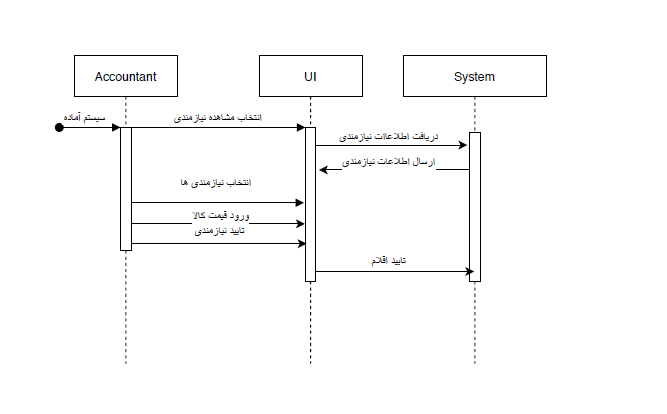 Accountant
UI
System
سیستم آماده
انتخاب مشاهده نیازمندی
دریافت اطلاعاات نیازمندی
ارسال اطلاعات نیازمندی
انتخاب نیازمندی ها
ورود قیمت کالا
تایید نیازمندی
تایید اقلام